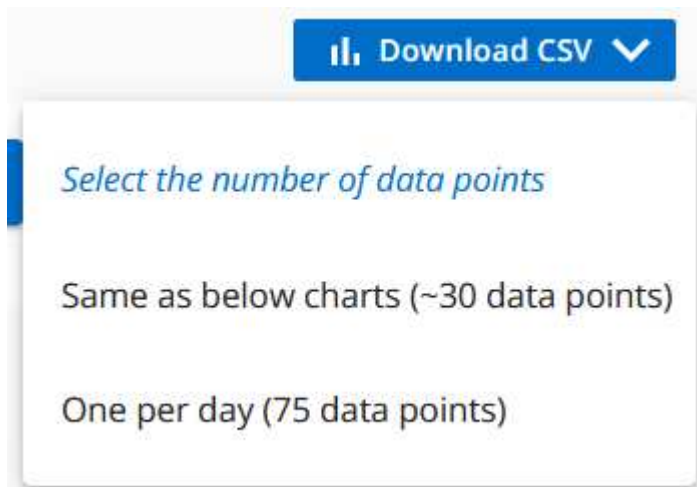 Download CSV
Select the number of data points
Same as below charts (~30 data points)
One per day (75 data points)